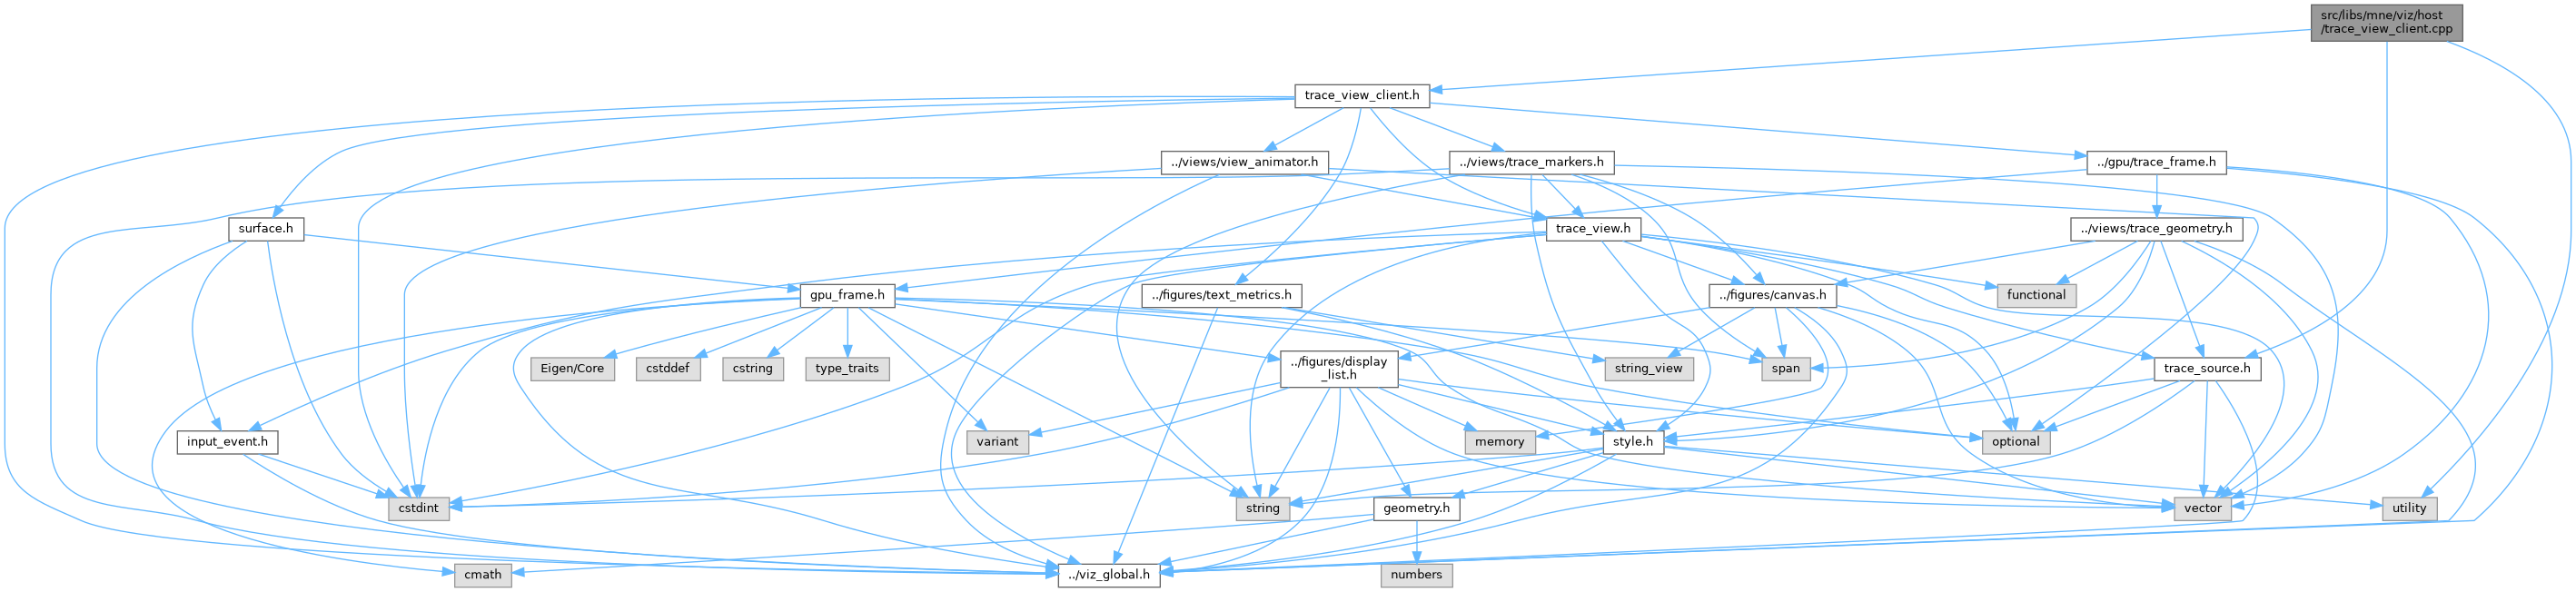 src/libs/mne/viz/host
/trace_view_client.cpp
trace_view_client.h
../views/view_animator.h
../views/trace_markers.h
../gpu/trace_frame.h
surface.h
trace_view.h
../views/trace_geometry.h
gpu_frame.h
../figures/text_metrics.h
../figures/canvas.h
functional
Eigen/Core
cstddef
cstring
type_traits
../figures/display
_list.h
string_view
span
trace_source.h
input_event.h
variant
memory
style.h
optional
cstdint
string
geometry.h
vector
utility
cmath
../viz_global.h
numbers